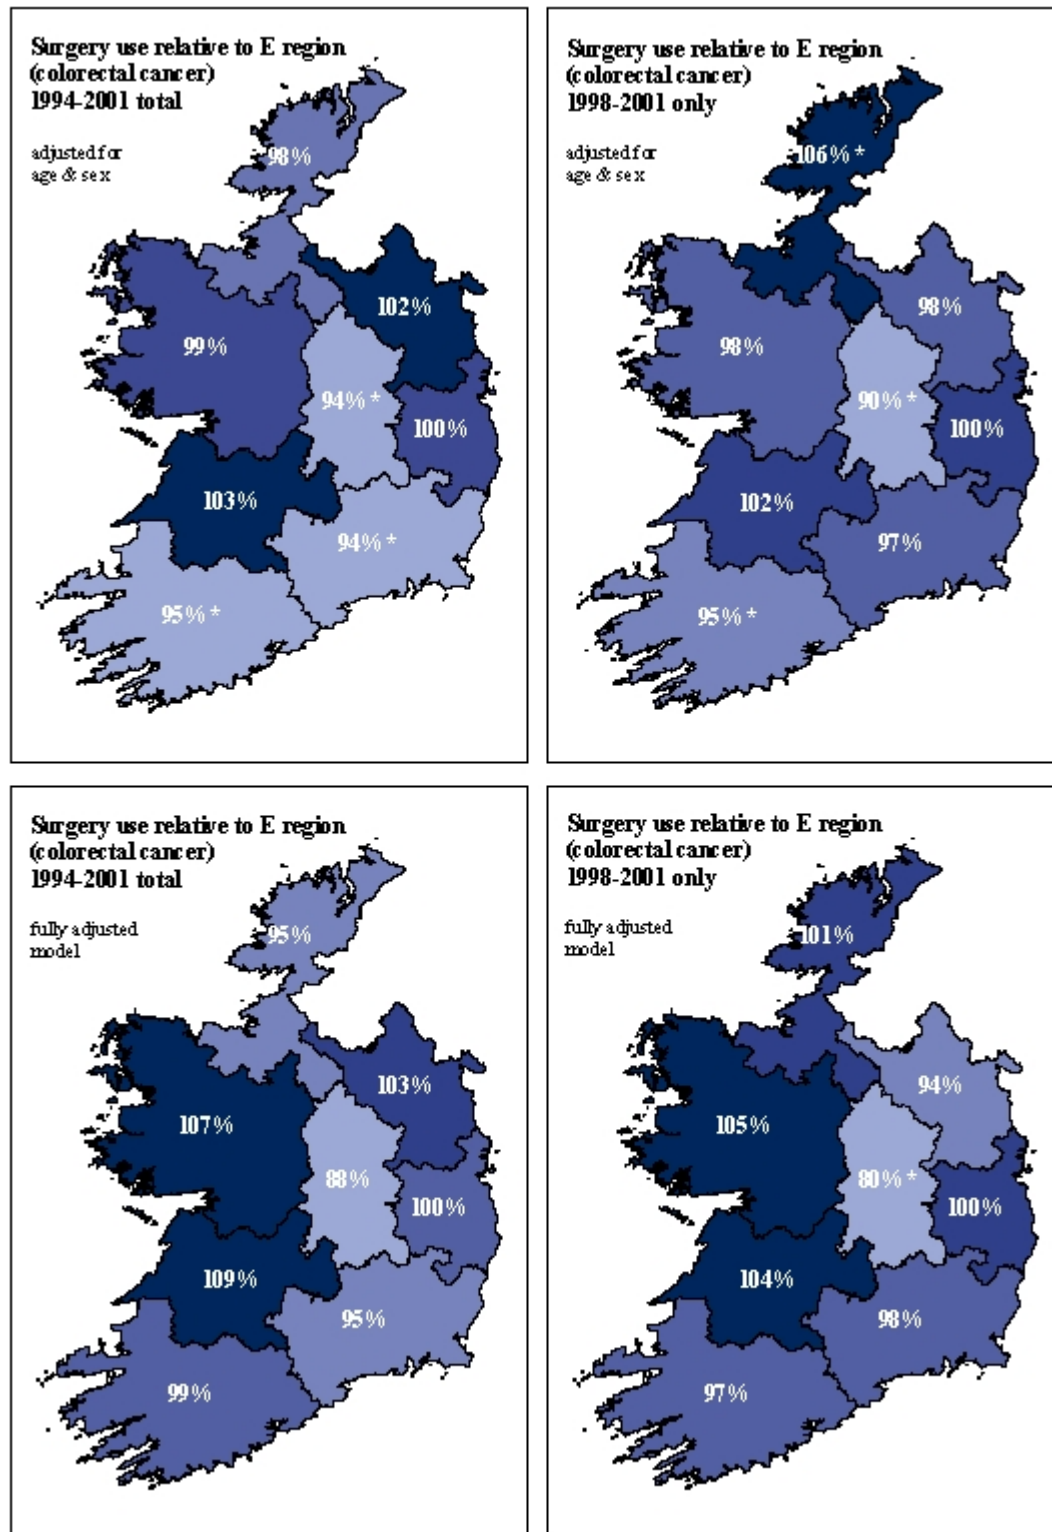 Surgery use relative to E region
(colorectal cancer)
1994-2001 total
adjusted for
age & sex
98%
102%
99%
94% *
100%
103%
94% *
95% *
Surgery use relative to E region
(colorectal cancer)
1998-2001 only
adjusted for
age & sex
106% *
98%
98%
90% *
100%
102%
97%
95% *
Surgery use relative to E region
(colorectal cancer)
1994-2001 total
fully adjusted
model
95%
103%
107%
88%
100%
109%
95%
99%
Surgery use relative to E region
(colorectal cancer)
1998-2001 only
fully adjusted
model
101%
94%
105%
80% *
100%
104%
98%
97%